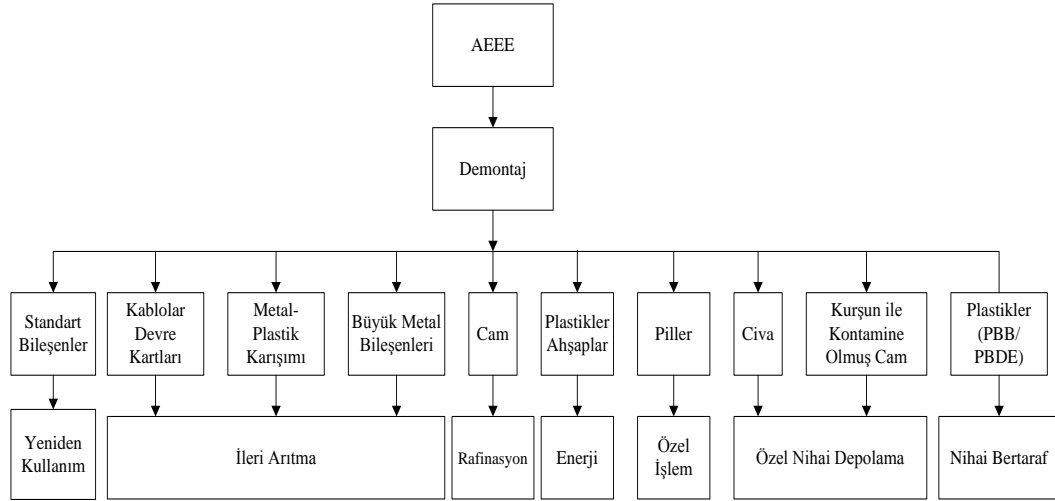 AEEE
Demontaj
Standart
Bileşenler
Kablolar
Devre
Kartları
Metal-
Plastik
Karışımı
Büyük Metal
Bileşenleri
Cam
Plastikler
Ahşaplar
Piller
Civa
Kurşun ile
Kontamine
Olmuş Cam
Plastikler
(PBB/
PBDE)
Yeniden
Kullanım
İleri Arıtma
Rafinasyon
Enerji
Özel
İşlem
Özel Nihai Depolama
Nihai Bertaraf